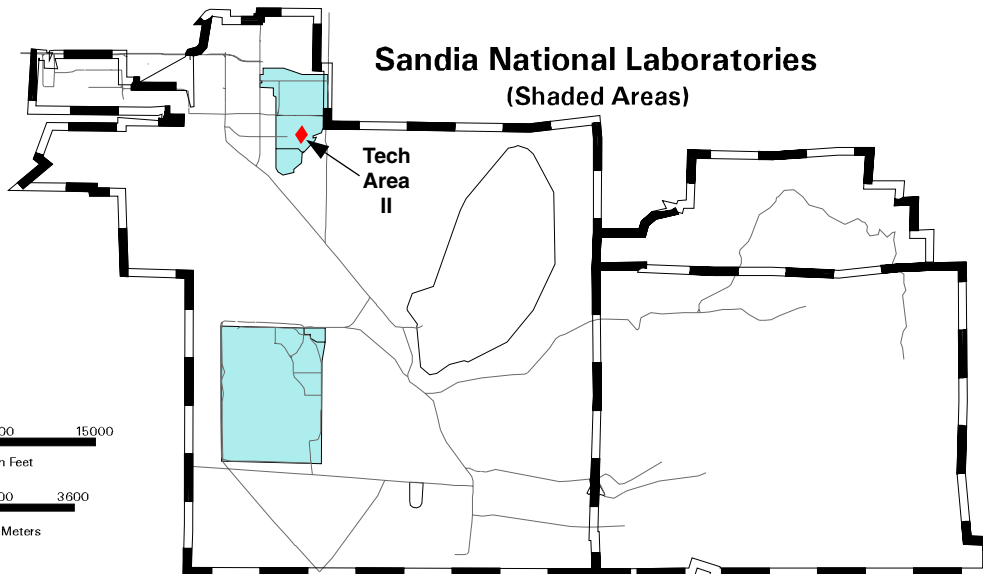 Sandia National Laboratories
(Shaded Areas)
Tech
Area
II
15000
Feet
3600
Meters